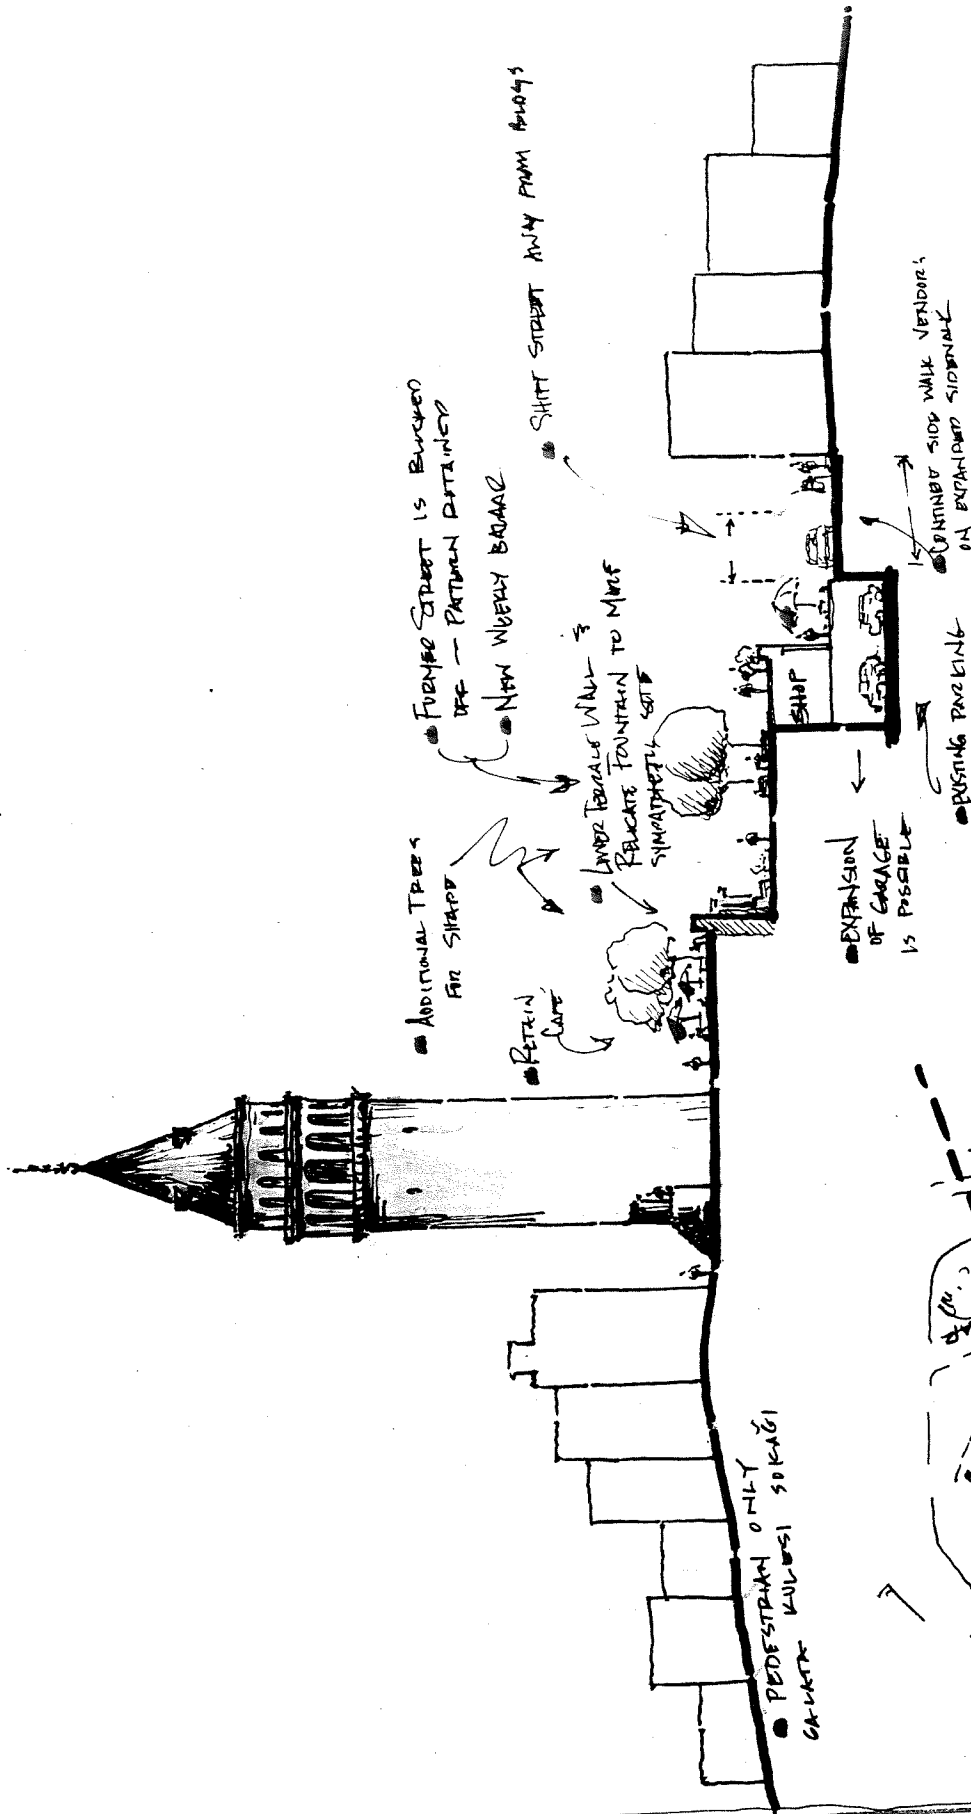 ● ADDITIONAL TREES
FOR SHADE
● RETAIN
CAFE
● FORMER STREET IS BLOCKED
OFF — PATTERN RETAINED
● NEW WEEKLY BAZAAR
● LOWER TERRACE WALL &
RELOCATE FOUNTAIN TO MORE
SYMPATHETIC SITE
● SHIFT STREET AWAY FROM BLDGS
SHOP
● PEDESTRIAN ONLY
GALATA KULESI SOKAĞI
● EXPANSION
OF GARAGE
IS POSSIBLE
● EXISTING PARKING
● CONTINUE SIDE WALK VENDORS
ON EXPANDED SIDEWALK